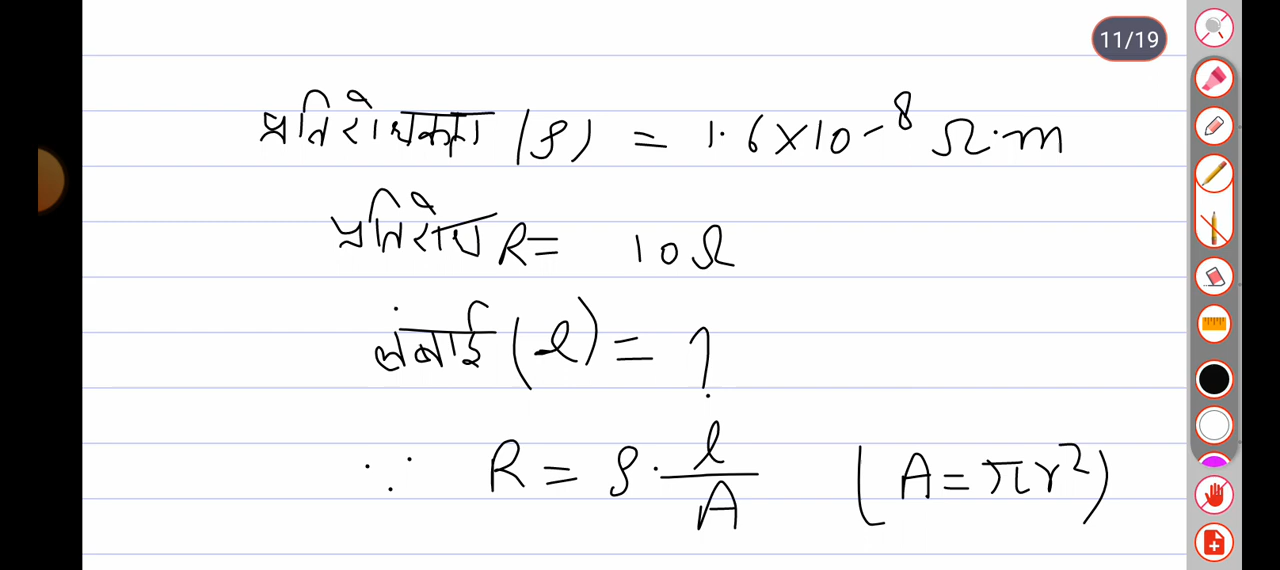 11/19
प्रतिरोधकता (ρ) = 1.6×10-⁸ Ω·m
प्रतिरोध R= 10Ω
लंबाई (l) = ?
∵ R = ρ· l/A (A = πr²)